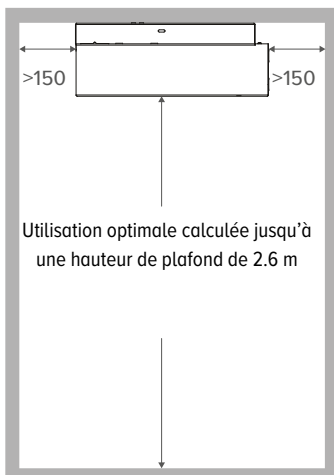 >150
>150
Utilisation optimale calculée jusqu'à
une hauteur de plafond de 2.6 m